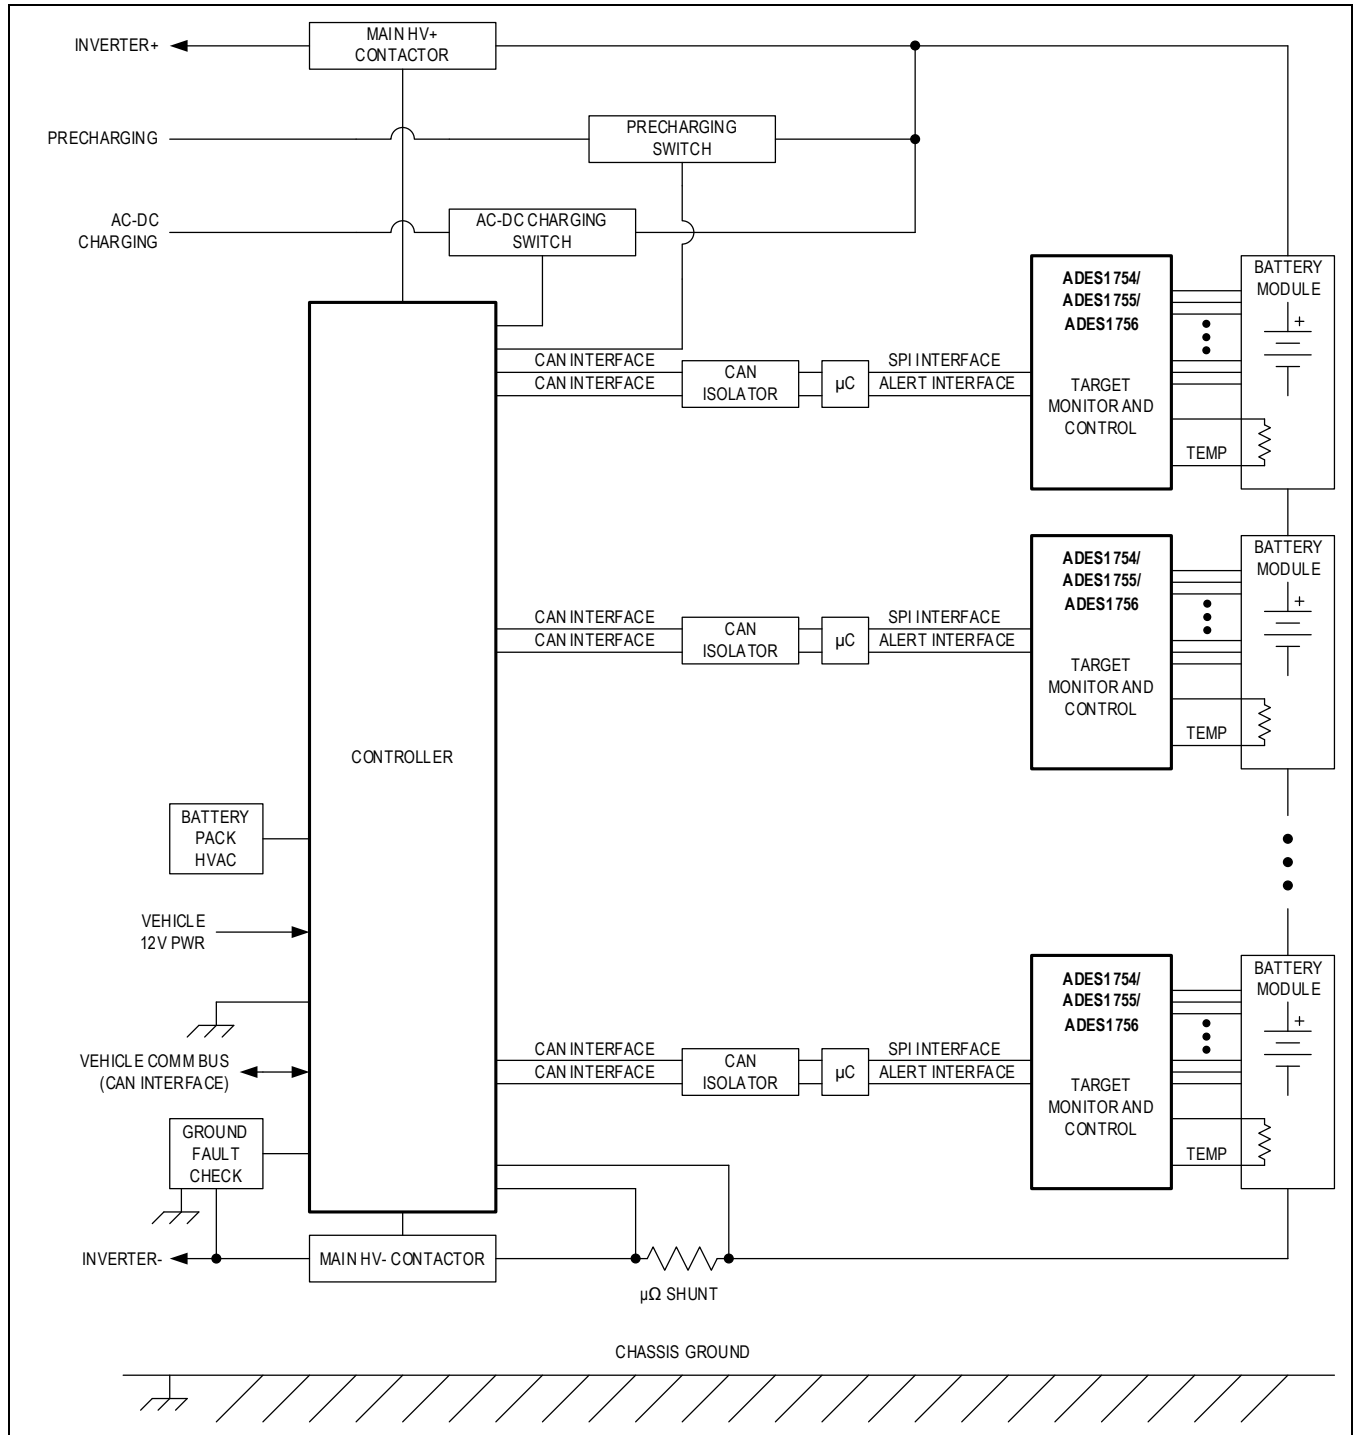 INVERTER+
MAIN HV+
CONTACTOR
PRECHARGING
PRECHARGING
SWITCH
AC-DC
CHARGING
AC-DC CHARGING
SWITCH
ADES1754/
ADES1755/
ADES1756
TARGET
MONITOR AND
CONTROL
BATTERY
MODULE
+
CAN INTERFACE
CAN INTERFACE
CAN
ISOLATOR
µC
SPI INTERFACE
ALERT INTERFACE
TEMP
ADES1754/
ADES1755/
ADES1756
TARGET
MONITOR AND
CONTROL
BATTERY
MODULE
+
CAN INTERFACE
CAN INTERFACE
CAN
ISOLATOR
µC
SPI INTERFACE
ALERT INTERFACE
TEMP
CONTROLLER
BATTERY
PACK
HVAC
VEHICLE
12V PWR
VEHICLE COMM BUS
(CAN INTERFACE)
ADES1754/
ADES1755/
ADES1756
TARGET
MONITOR AND
CONTROL
BATTERY
MODULE
+
CAN INTERFACE
CAN INTERFACE
CAN
ISOLATOR
µC
SPI INTERFACE
ALERT INTERFACE
TEMP
GROUND
FAULT
CHECK
INVERTER-
MAIN HV- CONTACTOR
µΩ SHUNT
CHASSIS GROUND